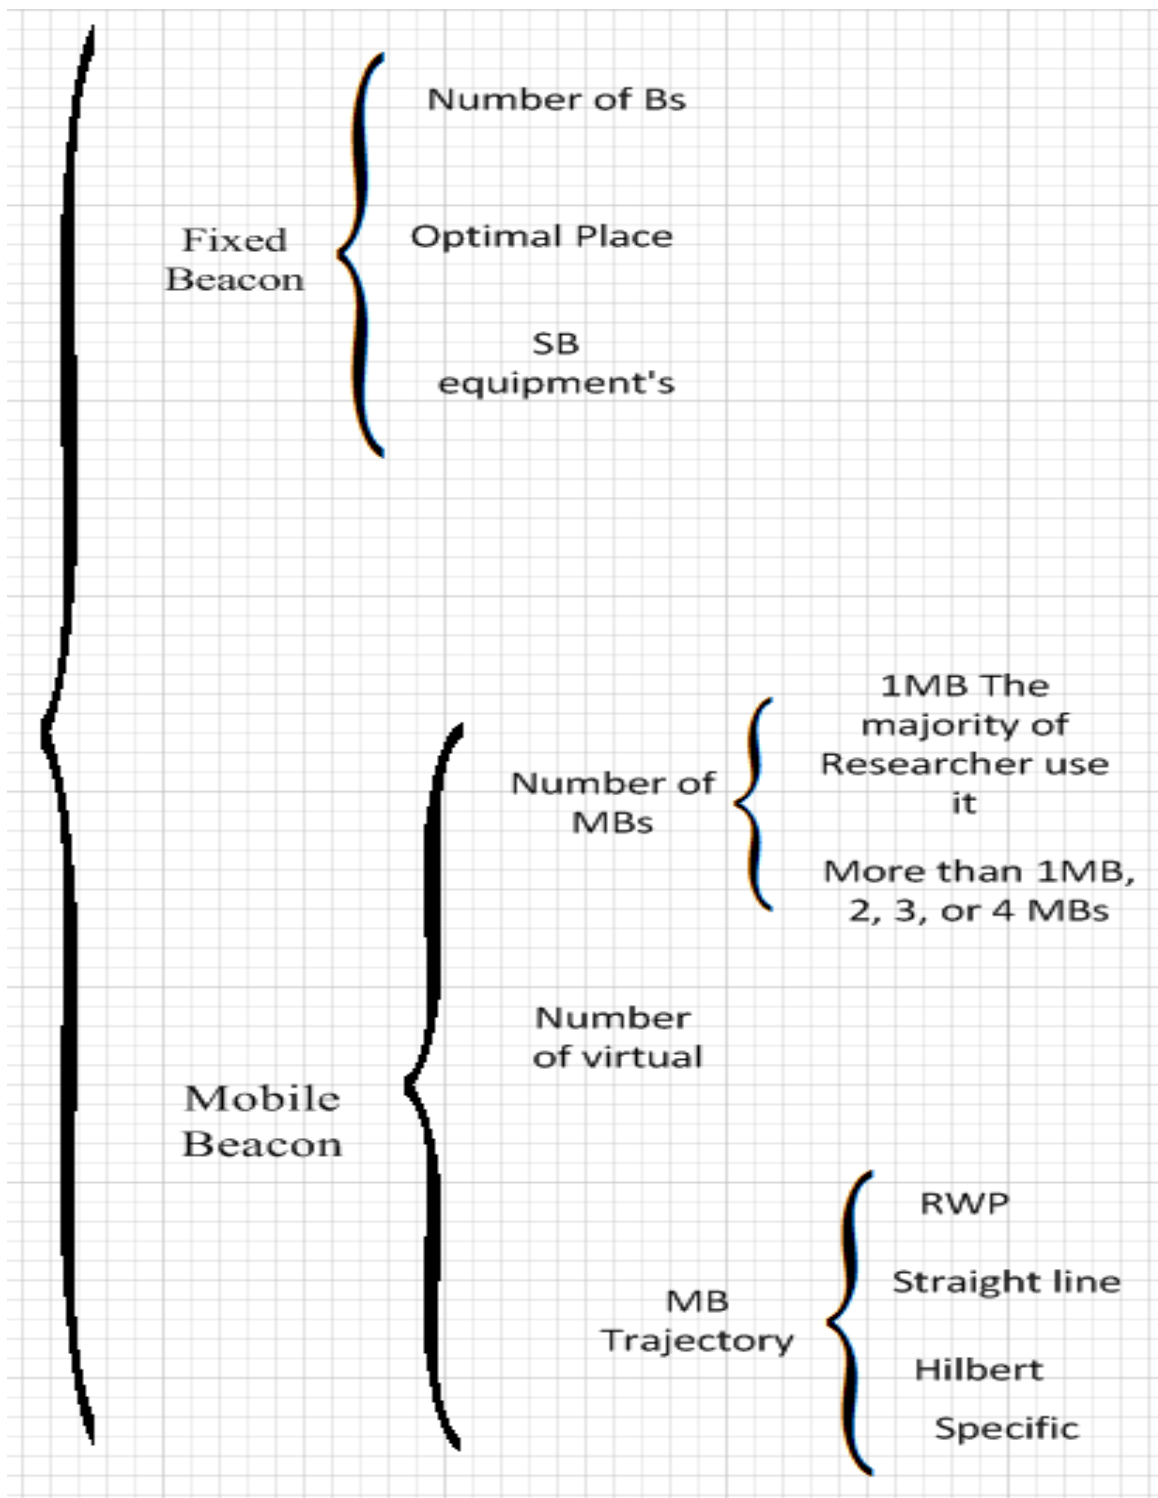 Number of Bs
Fixed
Beacon
Optimal Place
SB
equipment's
1MB The
majority of
Researcher use
it
Number of
MBs
More than 1MB,
2, 3, or 4 MBs
Number
of virtual
Mobile
Beacon
MB
Trajectory
RWP
Straight line
Hilbert
Specific